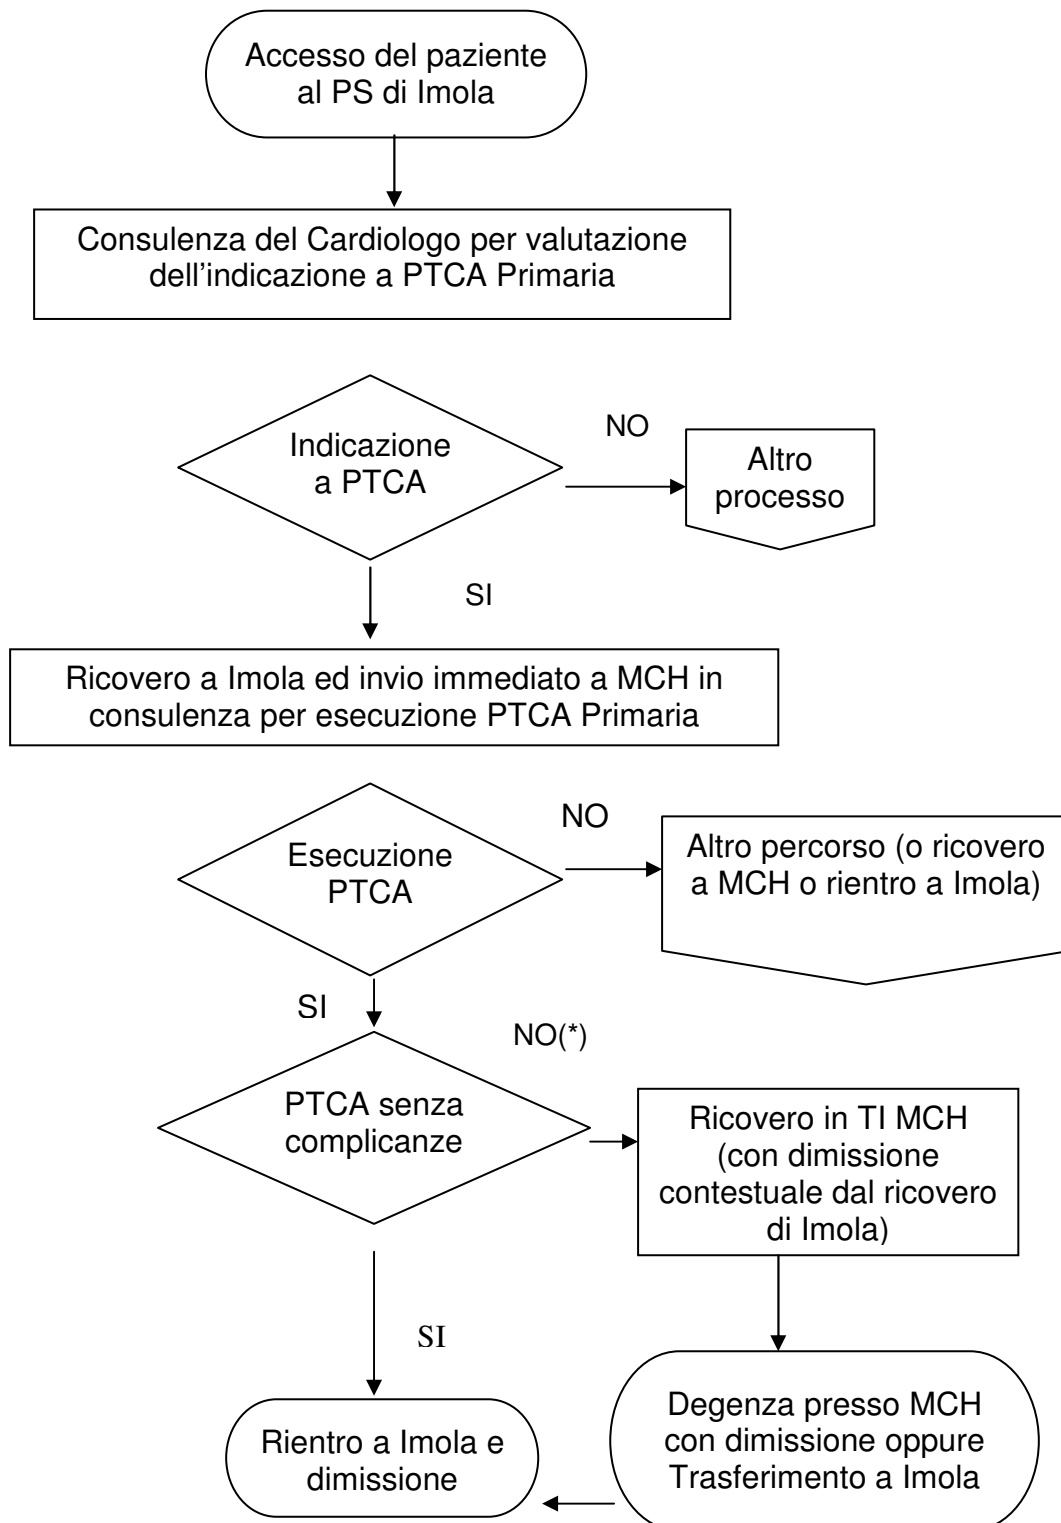 Accesso del paziente
al PS di Imola
Consulenza del Cardiologo per valutazione
dell'indicazione a PTCA Primaria
Indicazione
a PTCA
NO
Altro
processo
SI
Ricovero a Imola ed invio immediato a MCH in
consulenza per esecuzione PTCA Primaria
Esecuzione
PTCA
NO
Altro percorso (o ricovero
a MCH o rientro a Imola)
SI
NO(*)
PTCA senza
complicanze
Ricovero in TI MCH
(con dimissione
contestuale dal ricovero
di Imola)
SI
Rientro a Imola e
dimissione
Degenza presso MCH
con dimissione oppure
Trasferimento a Imola